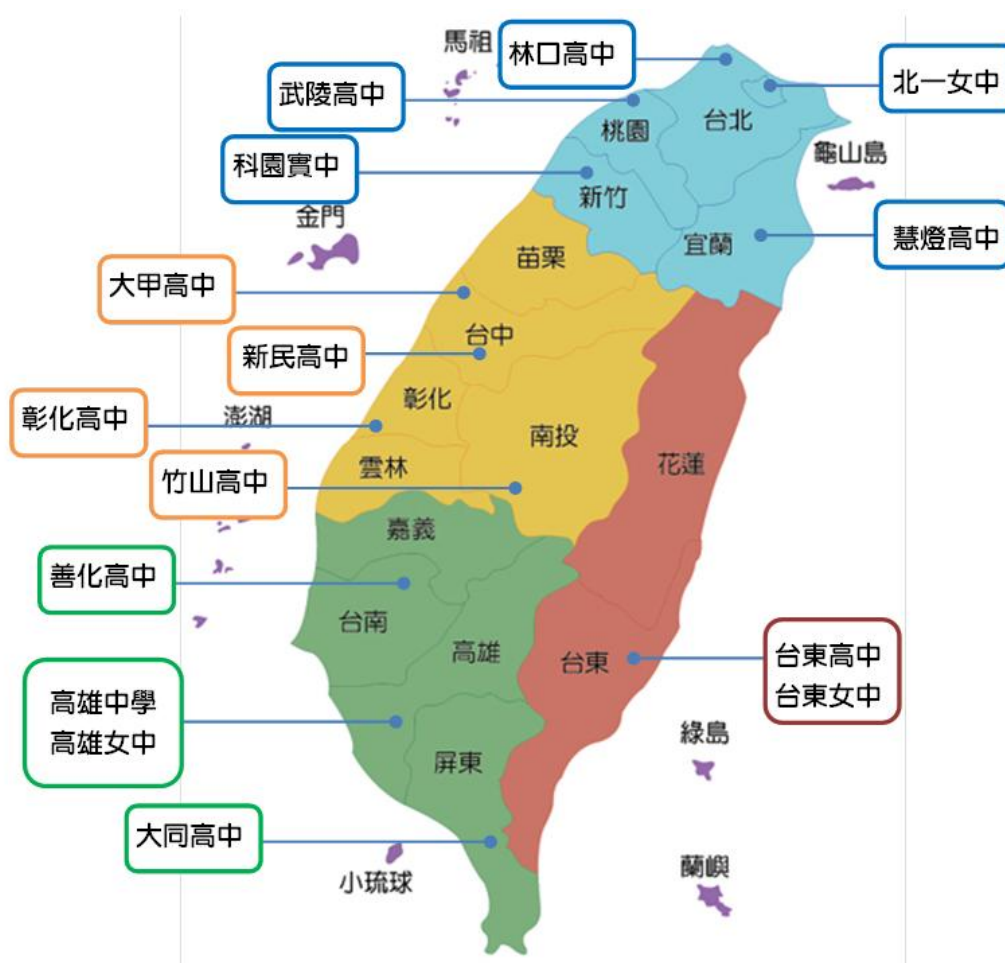 馬祖
林口高中
北一女中
武陵高中
桃園
台北
龜山島
科園實中
新竹
金門
宜蘭
慧燈高中
苗栗
大甲高中
台中
新民高中
彰化
彰化高中
澎湖
南投
花蓮
雲林
竹山高中
嘉義
善化高中
台南
高雄
台東
台東高中
台東女中
高雄中學
高雄女中
屏東
綠島
大同高中
小琉球
蘭嶼